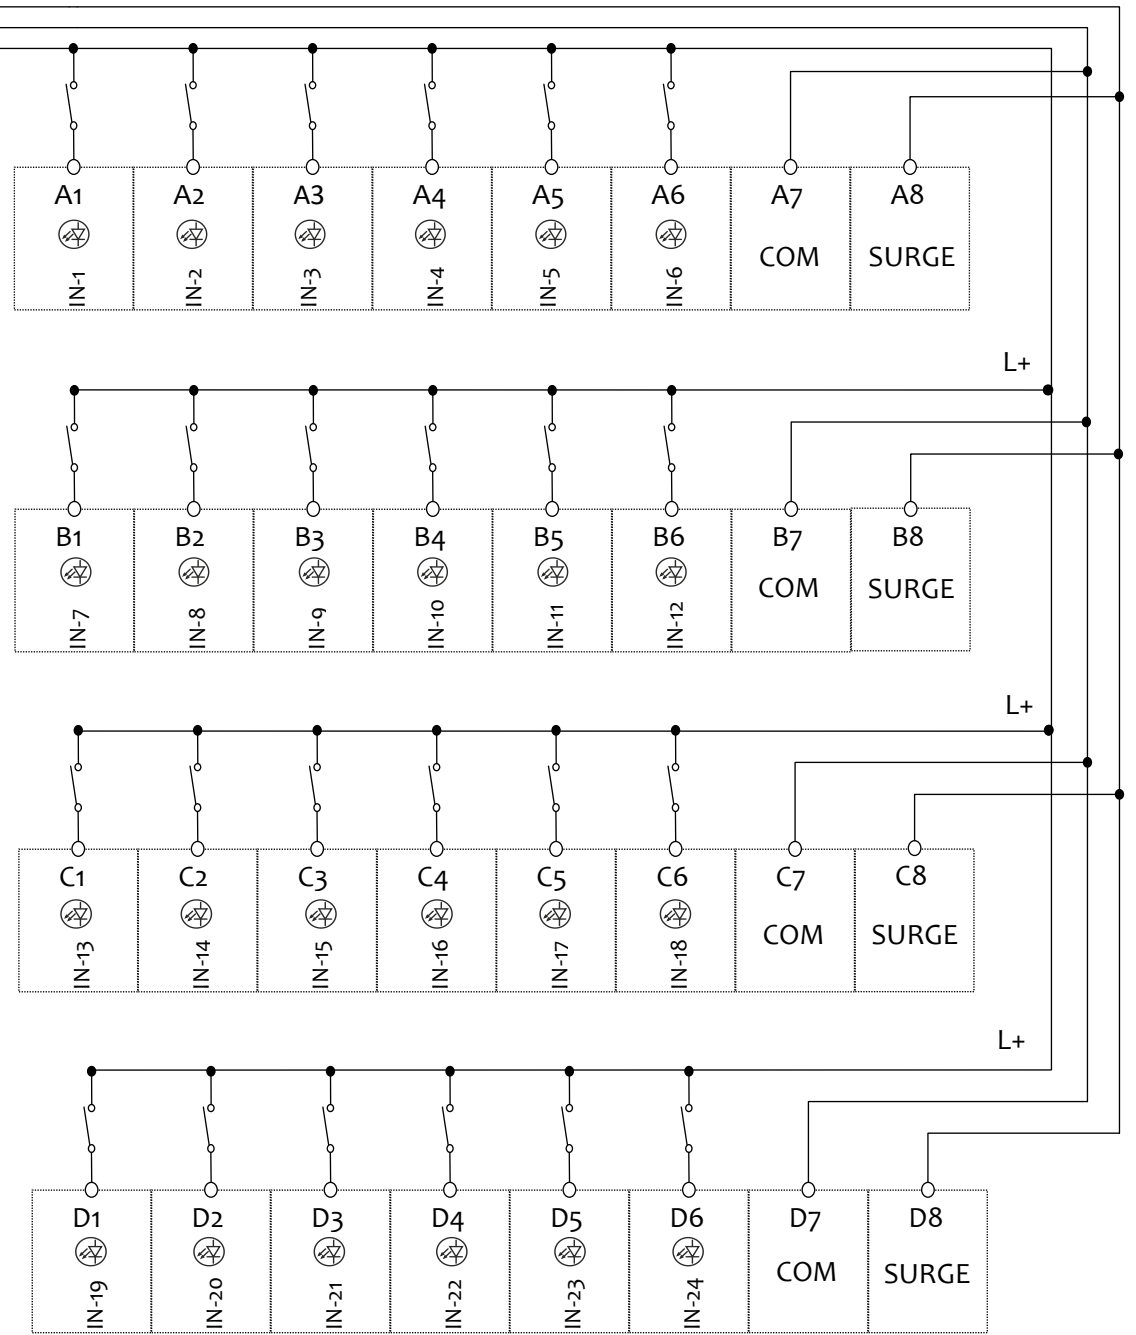 A1 A2 A3 A4 A5 A6 A7 A8
COM SURGE
IN-1 IN-2 IN-3 IN-4 IN-5 IN-6
L+
B1 B2 B3 B4 B5 B6 B7 B8
COM SURGE
IN-7 IN-8 IN-9 IN-10 IN-11 IN-12
L+
C1 C2 C3 C4 C5 C6 C7 C8
COM SURGE
IN-13 IN-14 IN-15 IN-16 IN-17 IN-18
L+
D1 D2 D3 D4 D5 D6 D7 D8
COM SURGE
IN-19 IN-20 IN-21 IN-22 IN-23 IN-24